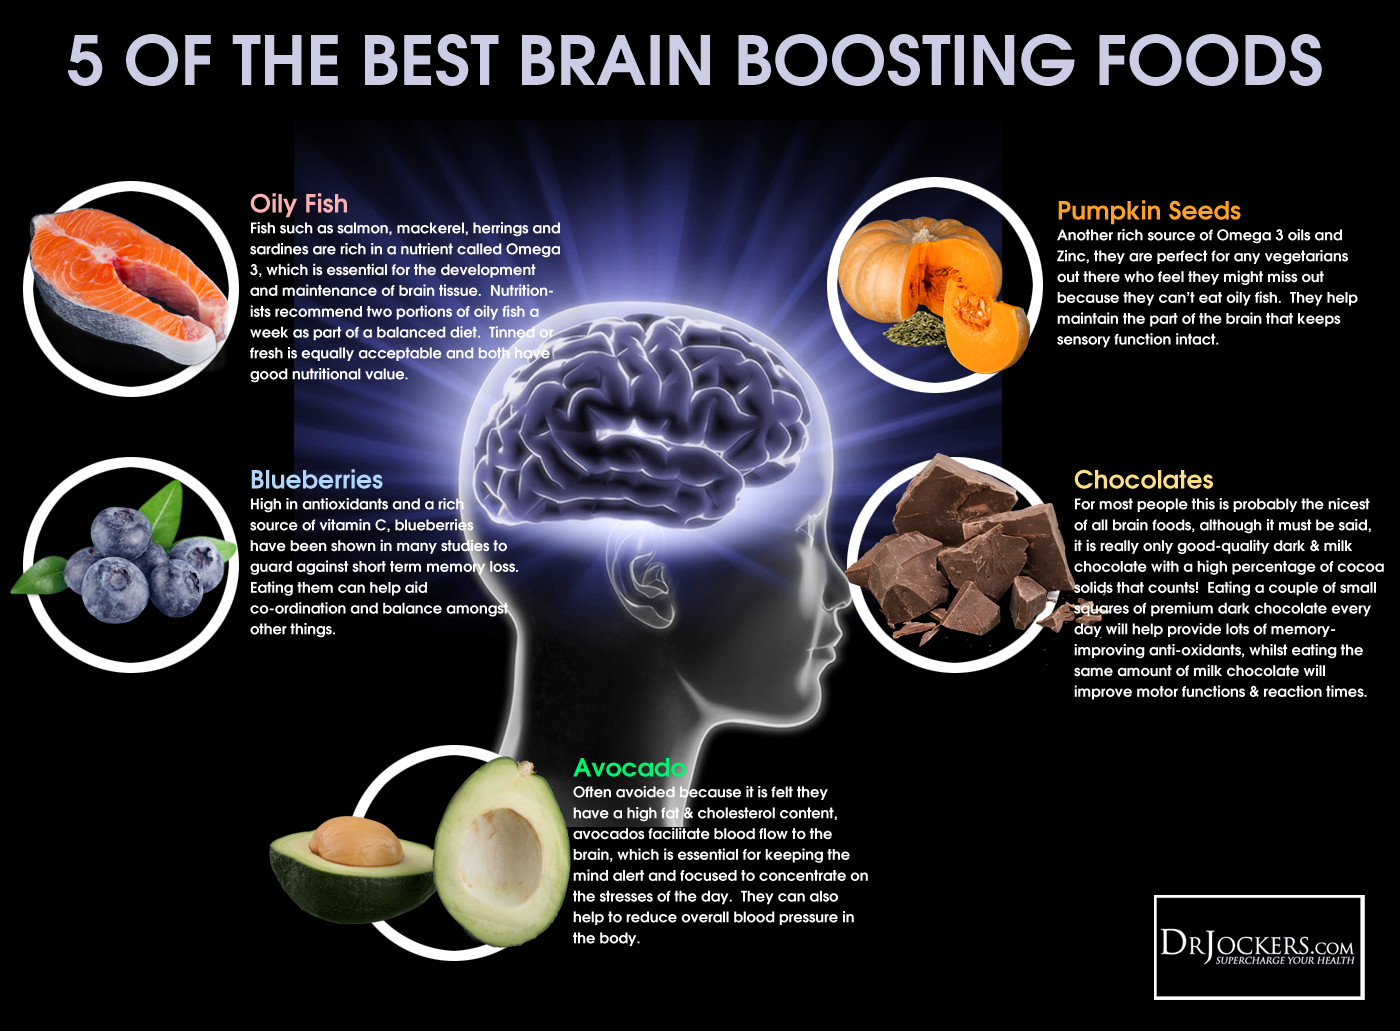 5 OF THE BEST BRAIN BOOSTING FOODS
Oily Fish
Fish such as salmon, mackerel, herrings and
sardines are rich in a nutrient called Omega
3, which is essential for the development
and maintenance of brain tissue.  Nutrition-
ists recommend two portions of oily fish a
week as part of a balanced diet.  Tinned or
fresh is equally acceptable and both have
good nutritional value.
Pumpkin Seeds
Another rich source of Omega 3 oils and
Zinc, they are perfect for any vegetarians
out there who feel they might miss out
because they can't eat oily fish.  They help
maintain the part of the brain that keeps
sensory function intact.
Blueberries
High in antioxidants and a rich
source of vitamin C, blueberries
have been shown in many studies to
guard against short term memory loss.
Eating them can help aid
co-ordination and balance amongst
other things.
Chocolates
For most people this is probably the nicest
of all brain foods, although it must be said,
it is really only good-quality dark & milk
chocolate with a high percentage of cocoa
solids that counts!  Eating a couple of small
squares of premium dark chocolate every
day will help provide lots of memory-
improving anti-oxidants, whilst eating the
same amount of milk chocolate will
improve motor functions & reaction times.
Avocado
Often avoided because it is felt they
have a high fat & cholesterol content,
avocados facilitate blood flow to the
brain, which is essential for keeping the
mind alert and focused to concentrate on
the stresses of the day.  They can also
help to reduce overall blood pressure in
the body.
DRJOCKERS.COM
SUPERCHARGE YOUR HEALTH